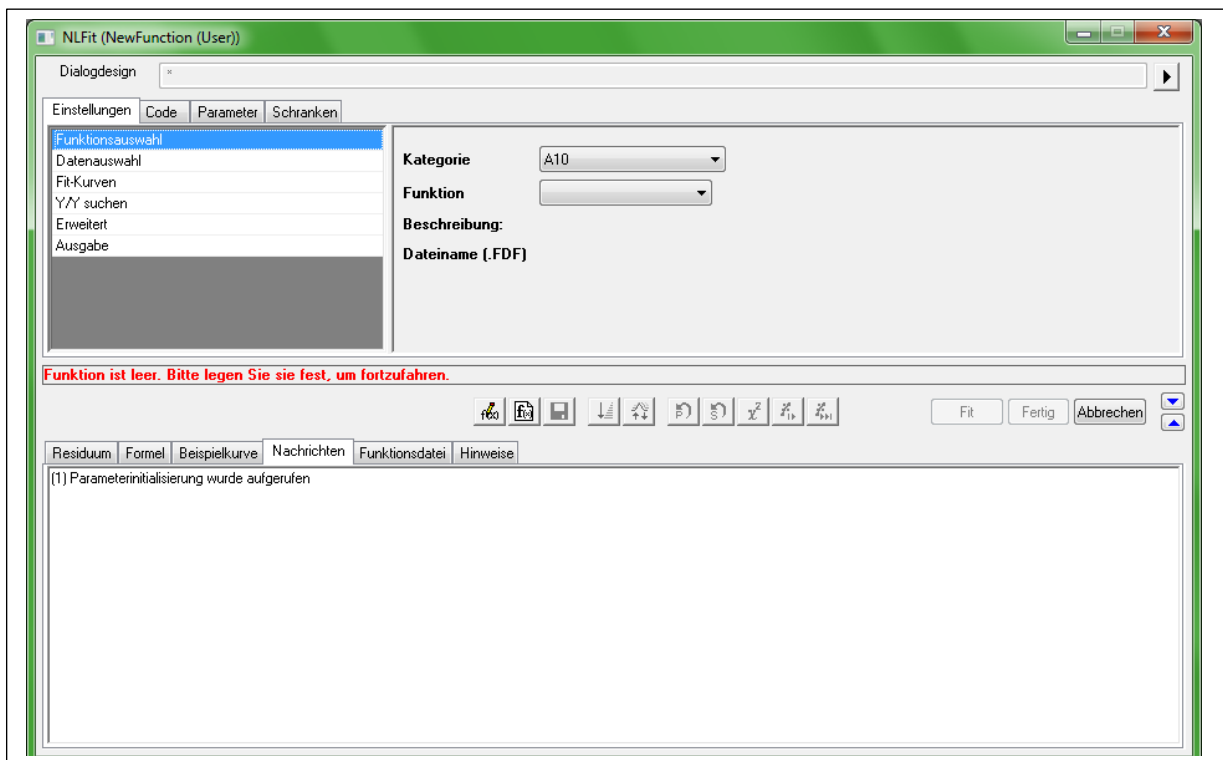 NLFit (NewFunction (User))
Dialogdesign *
Einstellungen Code Parameter Schranken
Funktionsauswahl
Datenauswahl
Fit-Kurven
Y/Y suchen
Erweitert
Ausgabe
Kategorie A10
Funktion
Beschreibung:
Dateiname (.FDF)
Funktion ist leer. Bitte legen Sie sie fest, um fortzufahren.
Fit Fertig Abbrechen
Residuum Formel Beispielkurve Nachrichten Funktionsdatei Hinweise
(1) Parameterinitialisierung wurde aufgerufen